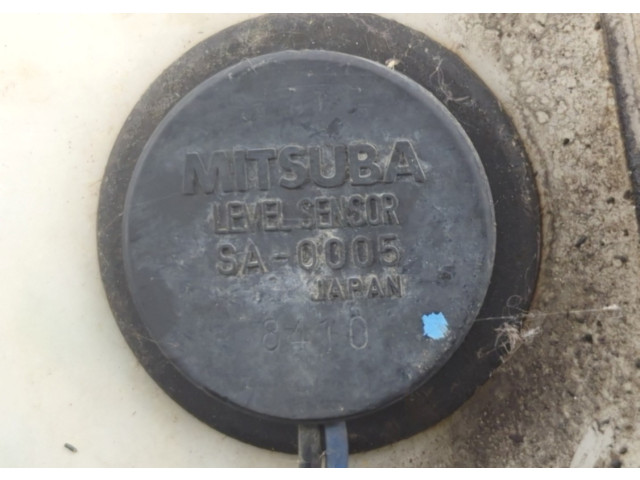 MITSUBA
LEVEL SENSOR
SA-0005
JAPAN
8410